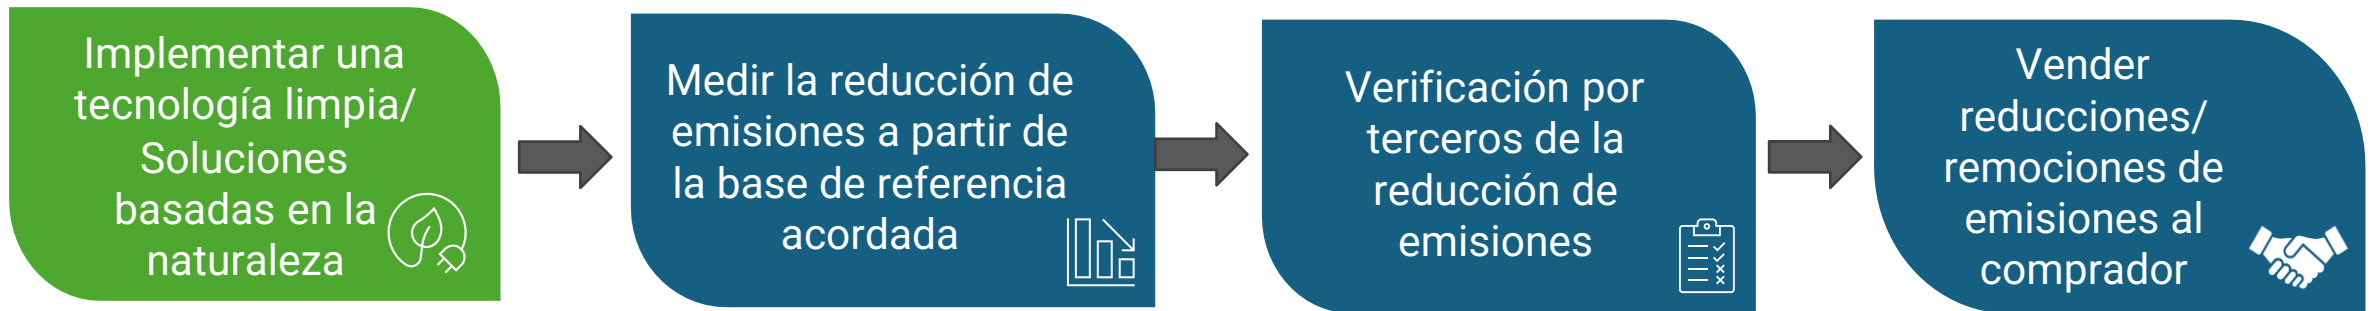 Implementar una
tecnología limpia/
Soluciones
basadas en la
naturaleza
Medir la reducción de
emisiones a partir de
la base de referencia
acordada
Verificación por
terceros de la
reducción de
emisiones
Vender
reducciones/
remociones de
emisiones al
comprador